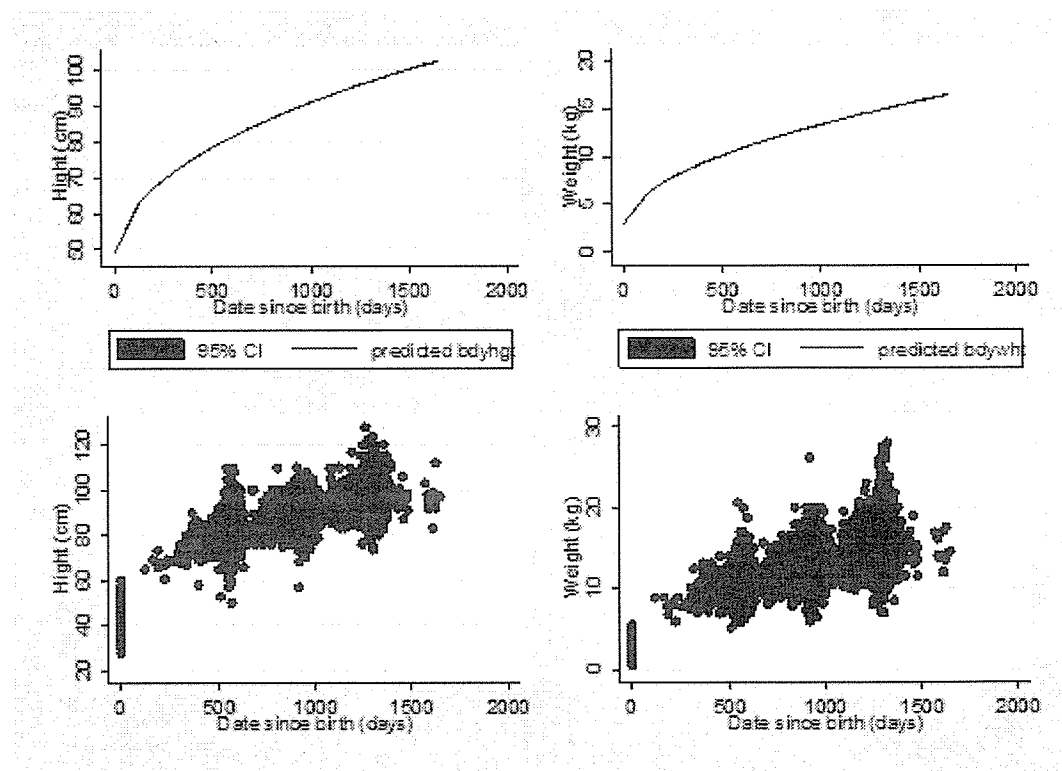 Hight (cm)
50 60 70 80 90 100
0 500 1000 1500 2000
Date since birth (days)
95% CI predicted bdyhgt
Weight (kg)
0 5 10 15 20
0 500 1000 1500 2000
Date since birth (days)
95% CI predicted bdywht
Hight (cm)
20 40 60 80 100 120
0 500 1000 1500 2000
Date since birth (days)
Weight (kg)
0 10 20 30
0 500 1000 1500 2000
Date since birth (days)